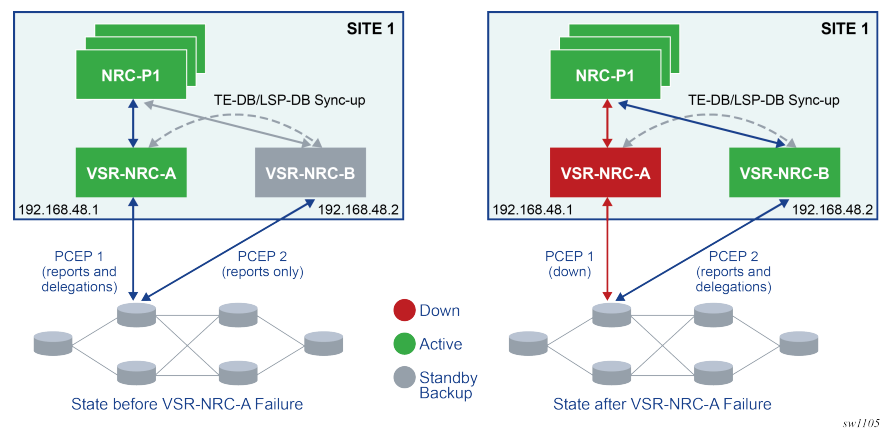 SITE 1
NRC-P1
TE-DB/LSP-DB Sync-up
VSR-NRC-A
VSR-NRC-B
192.168.48.1
192.168.48.2
PCEP 1
(reports and
delegations)
PCEP 2
(reports only)
State before VSR-NRC-A Failure
Down
Active
Standby
Backup
SITE 1
NRC-P1
TE-DB/LSP-DB Sync-up
VSR-NRC-A
VSR-NRC-B
192.168.48.1
192.168.48.2
PCEP 1
(down)
PCEP 2
(reports and
delegations)
State after VSR-NRC-A Failure
sw1105